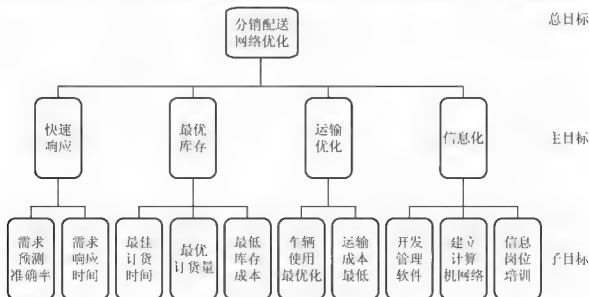 分销配送
网络优化
总目标
快速
响应
最优
库存
运输
优化
信息化
主目标
需求
预测
准确率
需求
响应
时间
最佳
订货
时间
最优
订货量
最低
库存
成本
车辆
使用
最优化
运输
成本
最低
开发
管理
软件
建立
计算
机网络
信息
岗位
培训
子目标